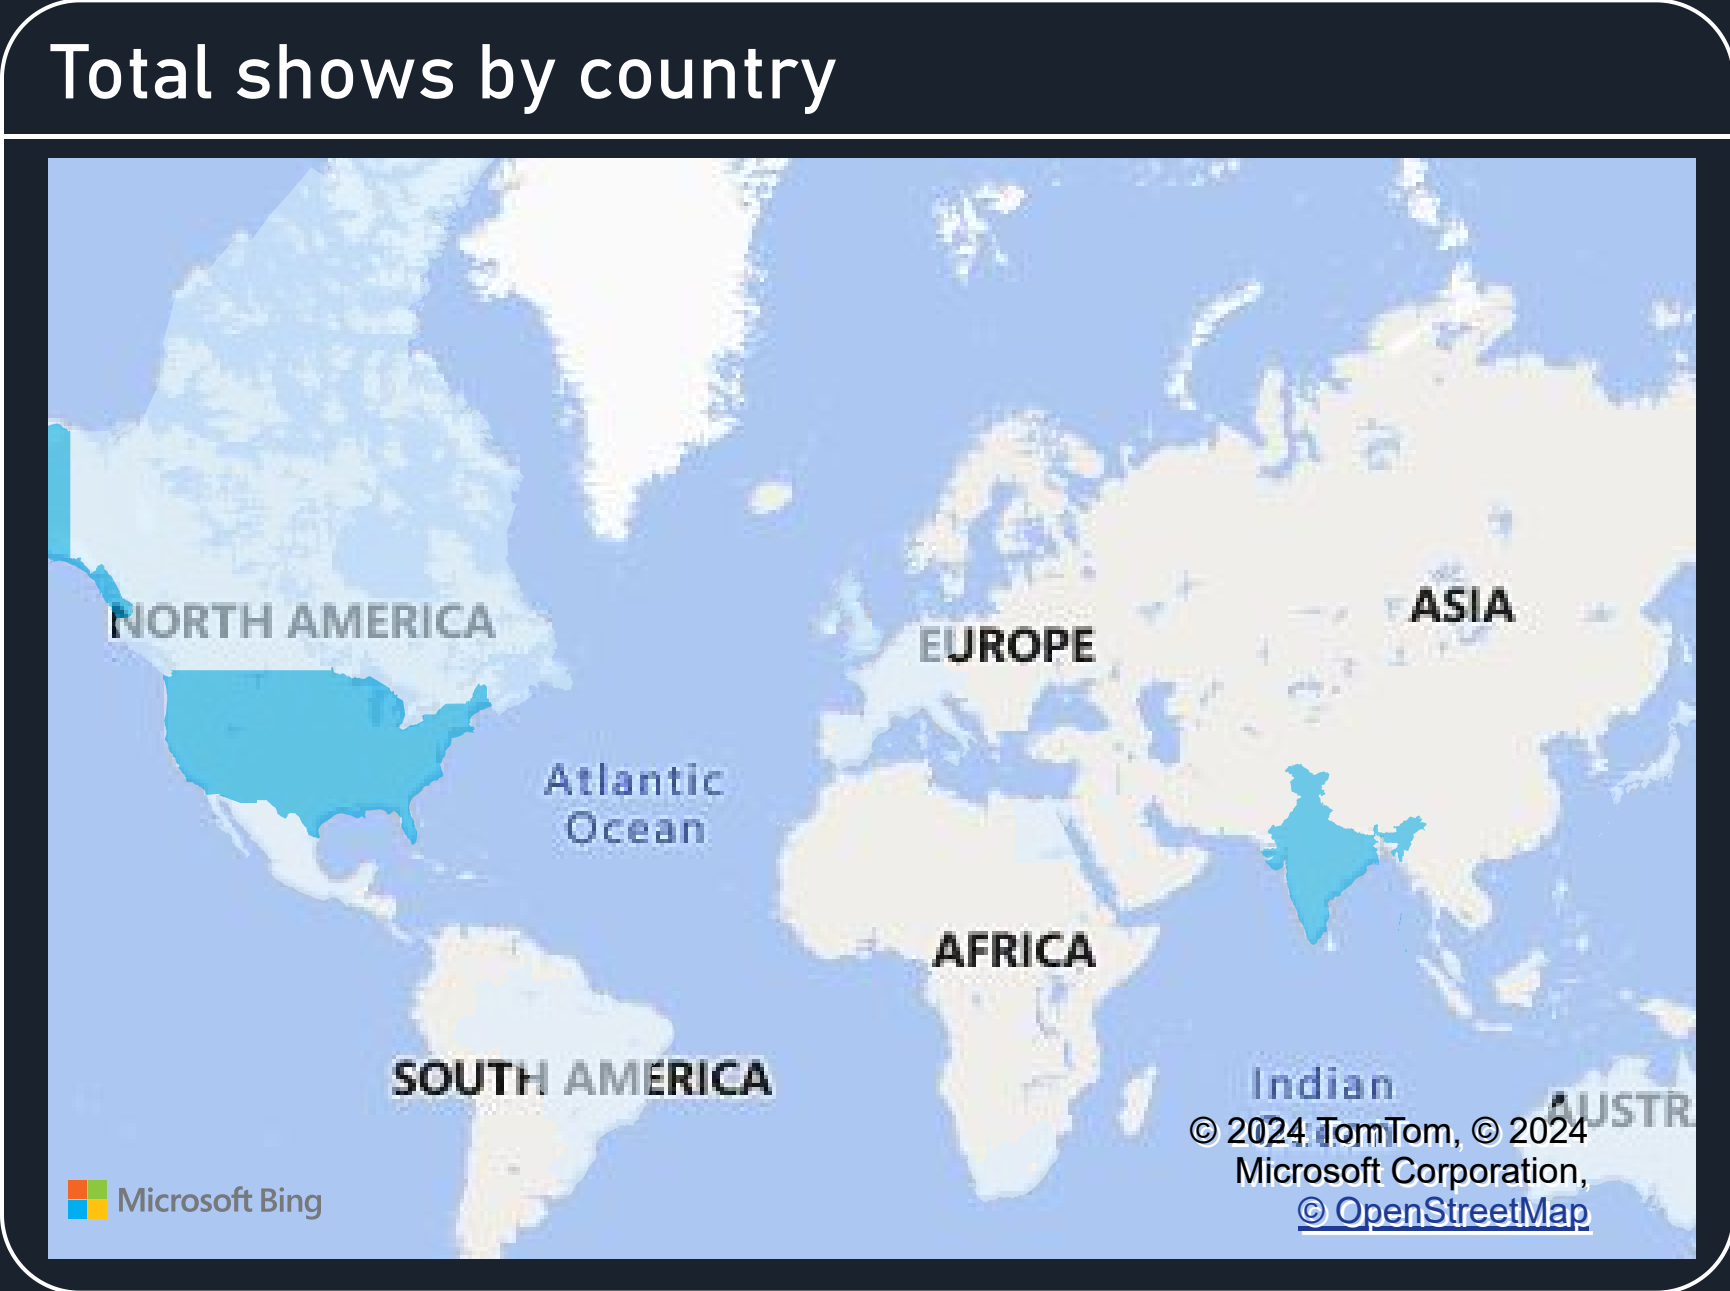 Total shows by country
NORTH AMERICA
EUROPE
ASIA
Atlantic
Ocean
AFRICA
SOUTH AMERICA
Indian
AUSTR
© 2024 TomTom, © 2024
Microsoft Corporation,
© OpenStreetMap
Microsoft Bing